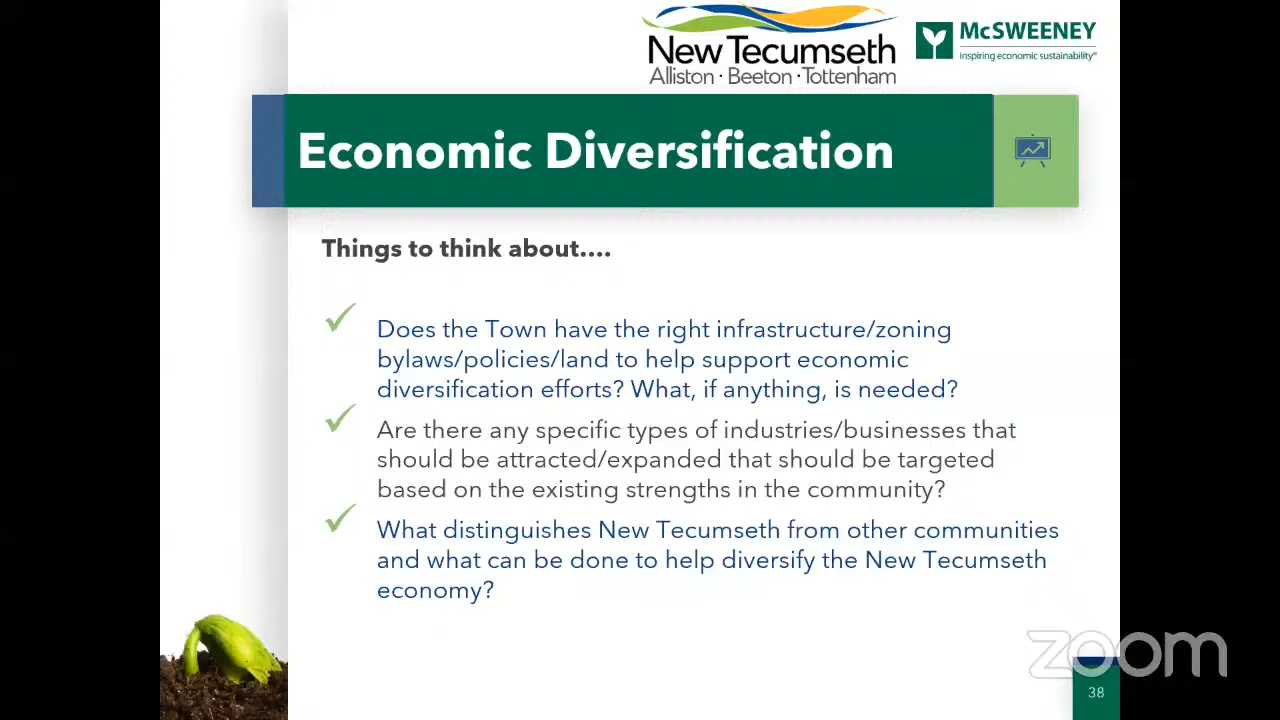 New Tecumseth
Alliston · Beeton · Tottenham
McSWEENEY
inspiring economic sustainability™
Economic Diversification
Things to think about....
Does the Town have the right infrastructure/zoning
bylaws/policies/land to help support economic
diversification efforts? What, if anything, is needed?
Are there any specific types of industries/businesses that
should be attracted/expanded that should be targeted
based on the existing strengths in the community?
What distinguishes New Tecumseth from other communities
and what can be done to help diversify the New Tecumseth
economy?
zoom
38